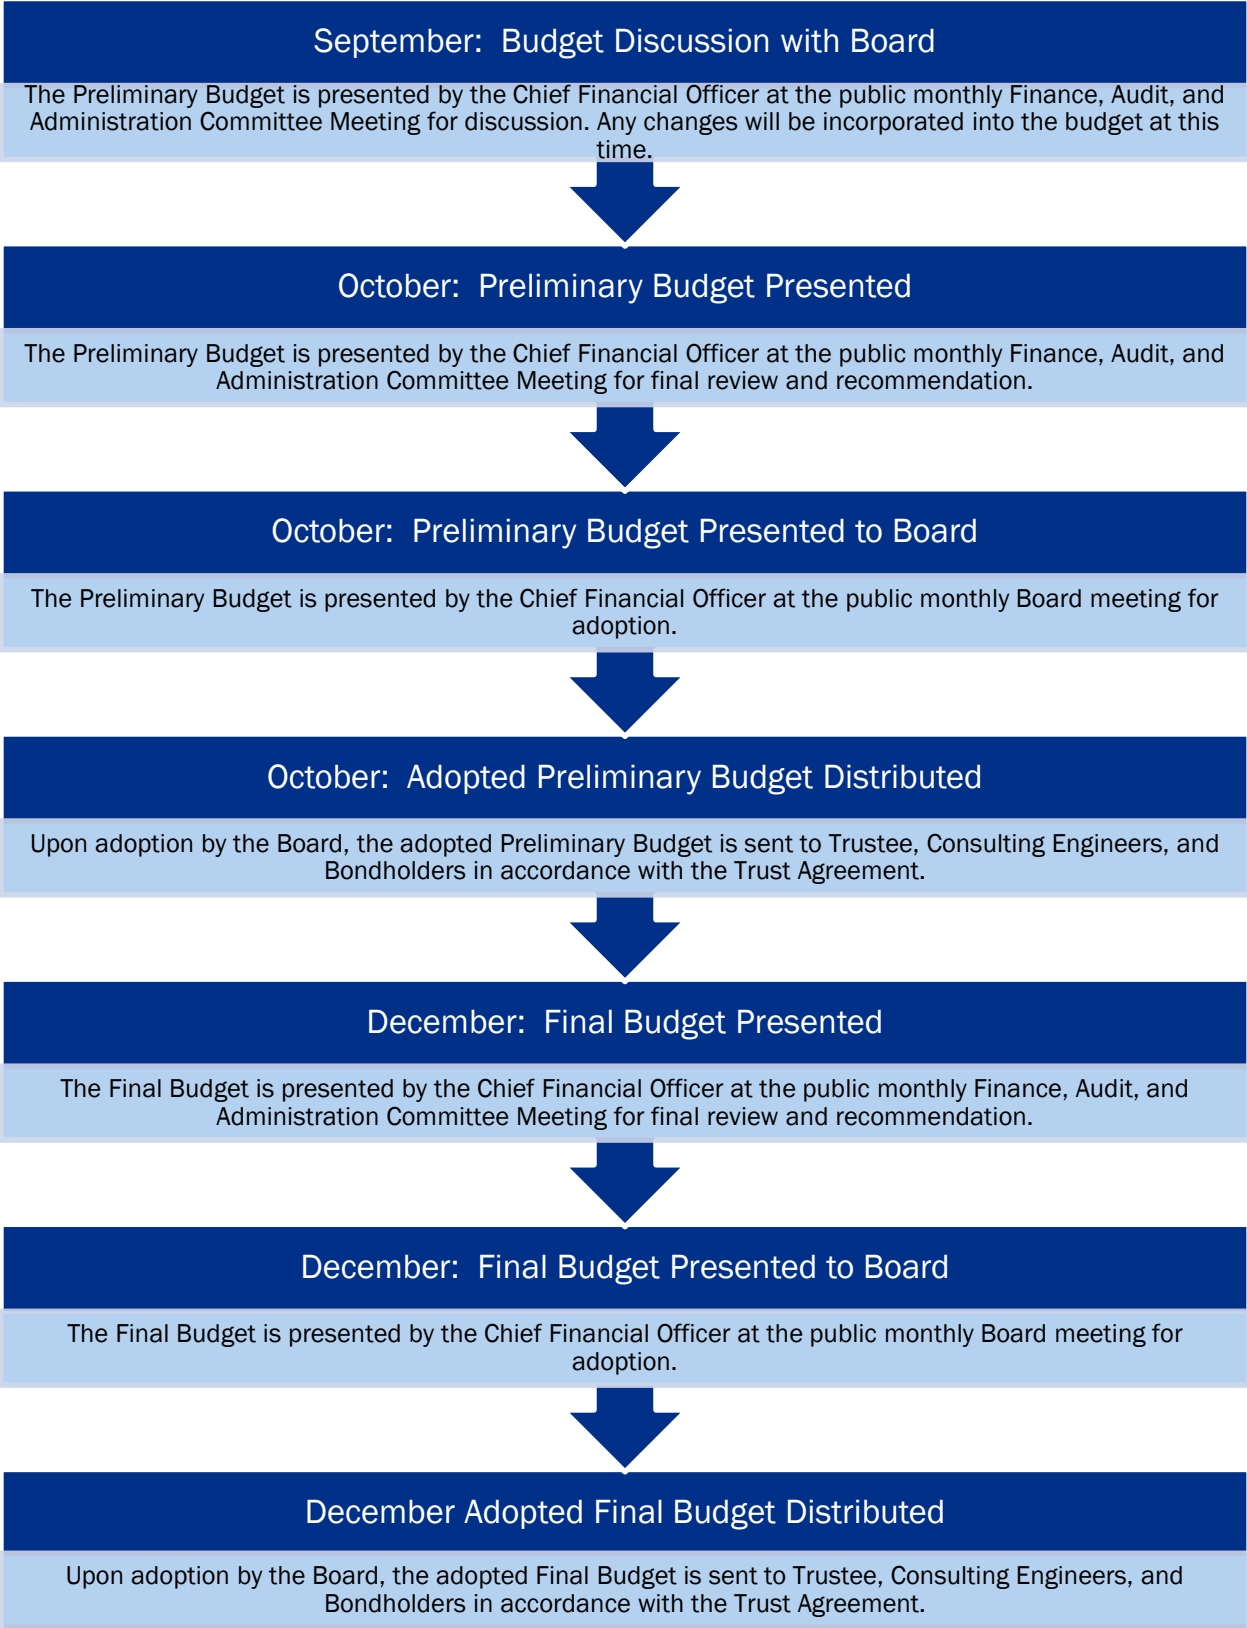 September:  Budget Discussion with Board
The Preliminary Budget is presented by the Chief Financial Officer at the public monthly Finance, Audit, and
Administration Committee Meeting for discussion. Any changes will be incorporated into the budget at this
time.
October:  Preliminary Budget Presented
The Preliminary Budget is presented by the Chief Financial Officer at the public monthly Finance, Audit, and
Administration Committee Meeting for final review and recommendation.
October:  Preliminary Budget Presented to Board
The Preliminary Budget is presented by the Chief Financial Officer at the public monthly Board meeting for
adoption.
October:  Adopted Preliminary Budget Distributed
Upon adoption by the Board, the adopted Preliminary Budget is sent to Trustee, Consulting Engineers, and
Bondholders in accordance with the Trust Agreement.
December:  Final Budget Presented
The Final Budget is presented by the Chief Financial Officer at the public monthly Finance, Audit, and
Administration Committee Meeting for final review and recommendation.
December:  Final Budget Presented to Board
The Final Budget is presented by the Chief Financial Officer at the public monthly Board meeting for
adoption.
December Adopted Final Budget Distributed
Upon adoption by the Board, the adopted Final Budget is sent to Trustee, Consulting Engineers, and
Bondholders in accordance with the Trust Agreement.